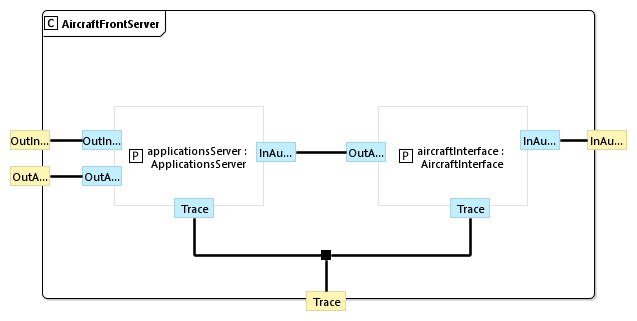 C AircraftFrontServer
OutIn...
OutIn...
P applicationsServer :
ApplicationsServer
InAu...
OutA...
P aircraftInterface :
AircraftInterface
InAu...
InAu...
OutA...
OutA...
Trace
Trace
Trace